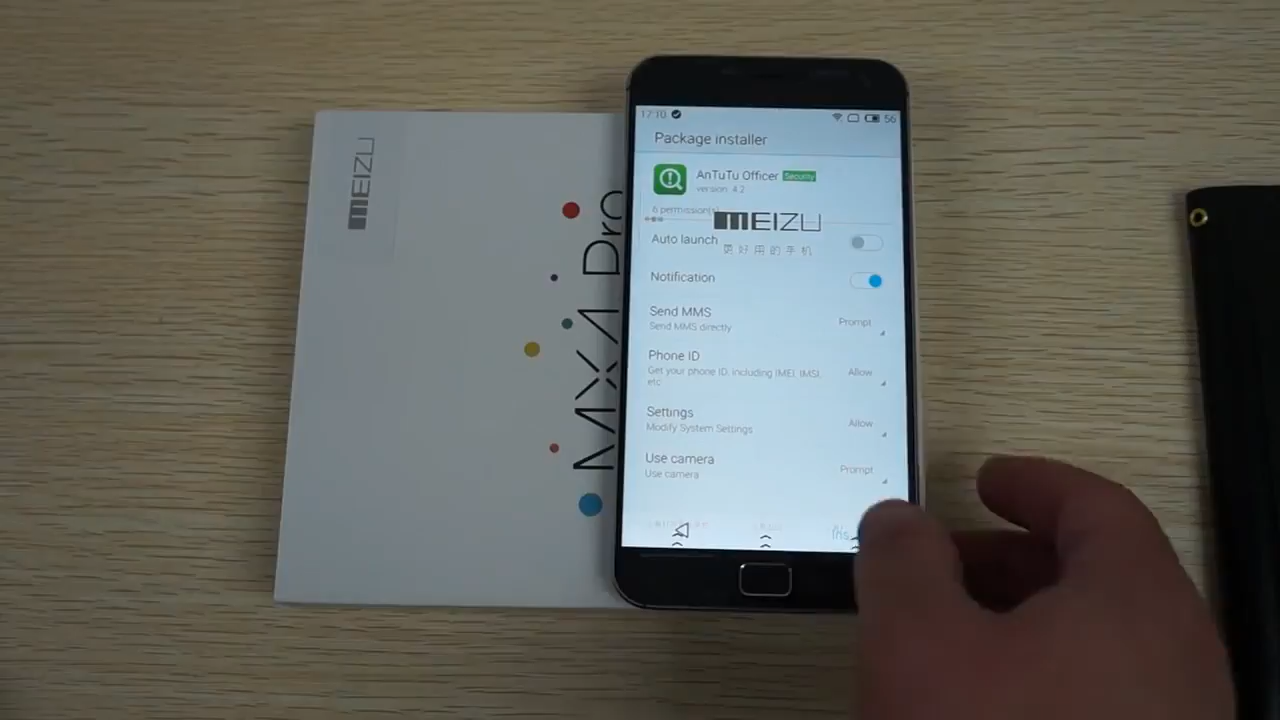 MEIZU
MX4 Pro
17:10 56
Package installer
AnTuTu Officer Security
version: 4.2
6 permission(s)
MEIZU
更好用的手机
Auto launch
Notification
Send MMS
Send MMS directly
Prompt
Phone ID
Get your phone ID, including IMEI, IMSI, etc
Allow
Settings
Modify System Settings
Allow
Use camera
Use camera
Prompt